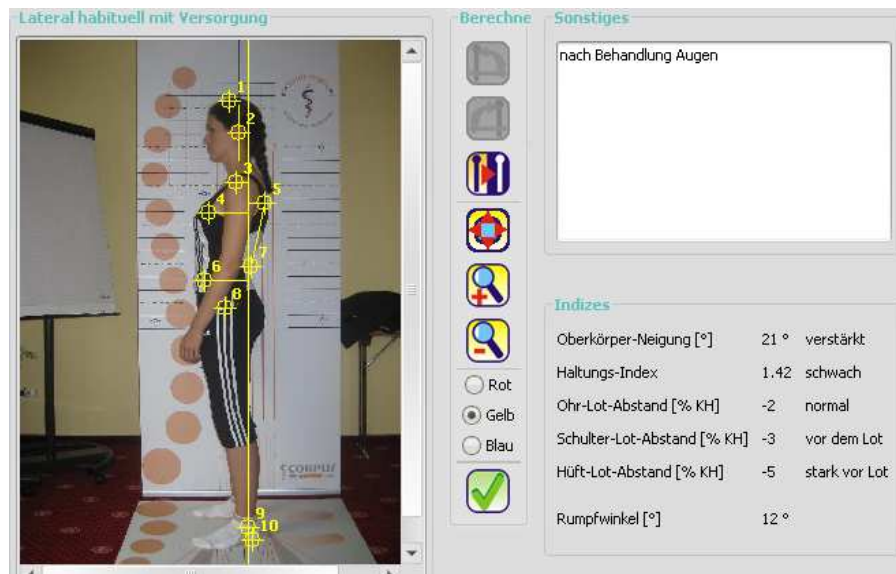 Lateral habituell mit Versorgung
1
2
3
4
5
6
7
8
9
10
CORPUS
Berechne
Rot
Gelb
Blau
Sonstiges
nach Behandlung Augen
Indizes
Oberkörper-Neigung [°] 21 ° verstärkt
Haltungs-Index 1.42 schwach
Ohr-Lot-Abstand [% KH] -2 normal
Schulter-Lot-Abstand [% KH] -3 vor dem Lot
Hüft-Lot-Abstand [% KH] -5 stark vor Lot
Rumpfwinkel [°] 12 °